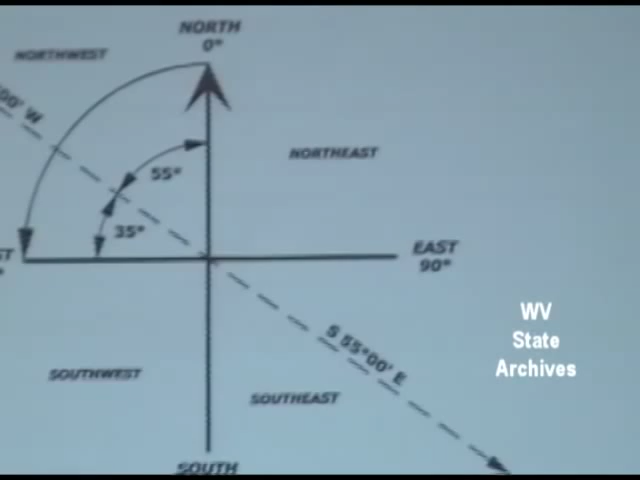 NORTH
0°
NORTHWEST
00' W
NORTHEAST
55°
35°
EAST
90°
S 55°00' E
SOUTHWEST
SOUTHEAST
SOUTH
WV
State
Archives